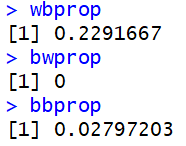 > wbprop
[1] 0.2291667
> bwprop
[1] 0
> bbprop
[1] 0.02797203